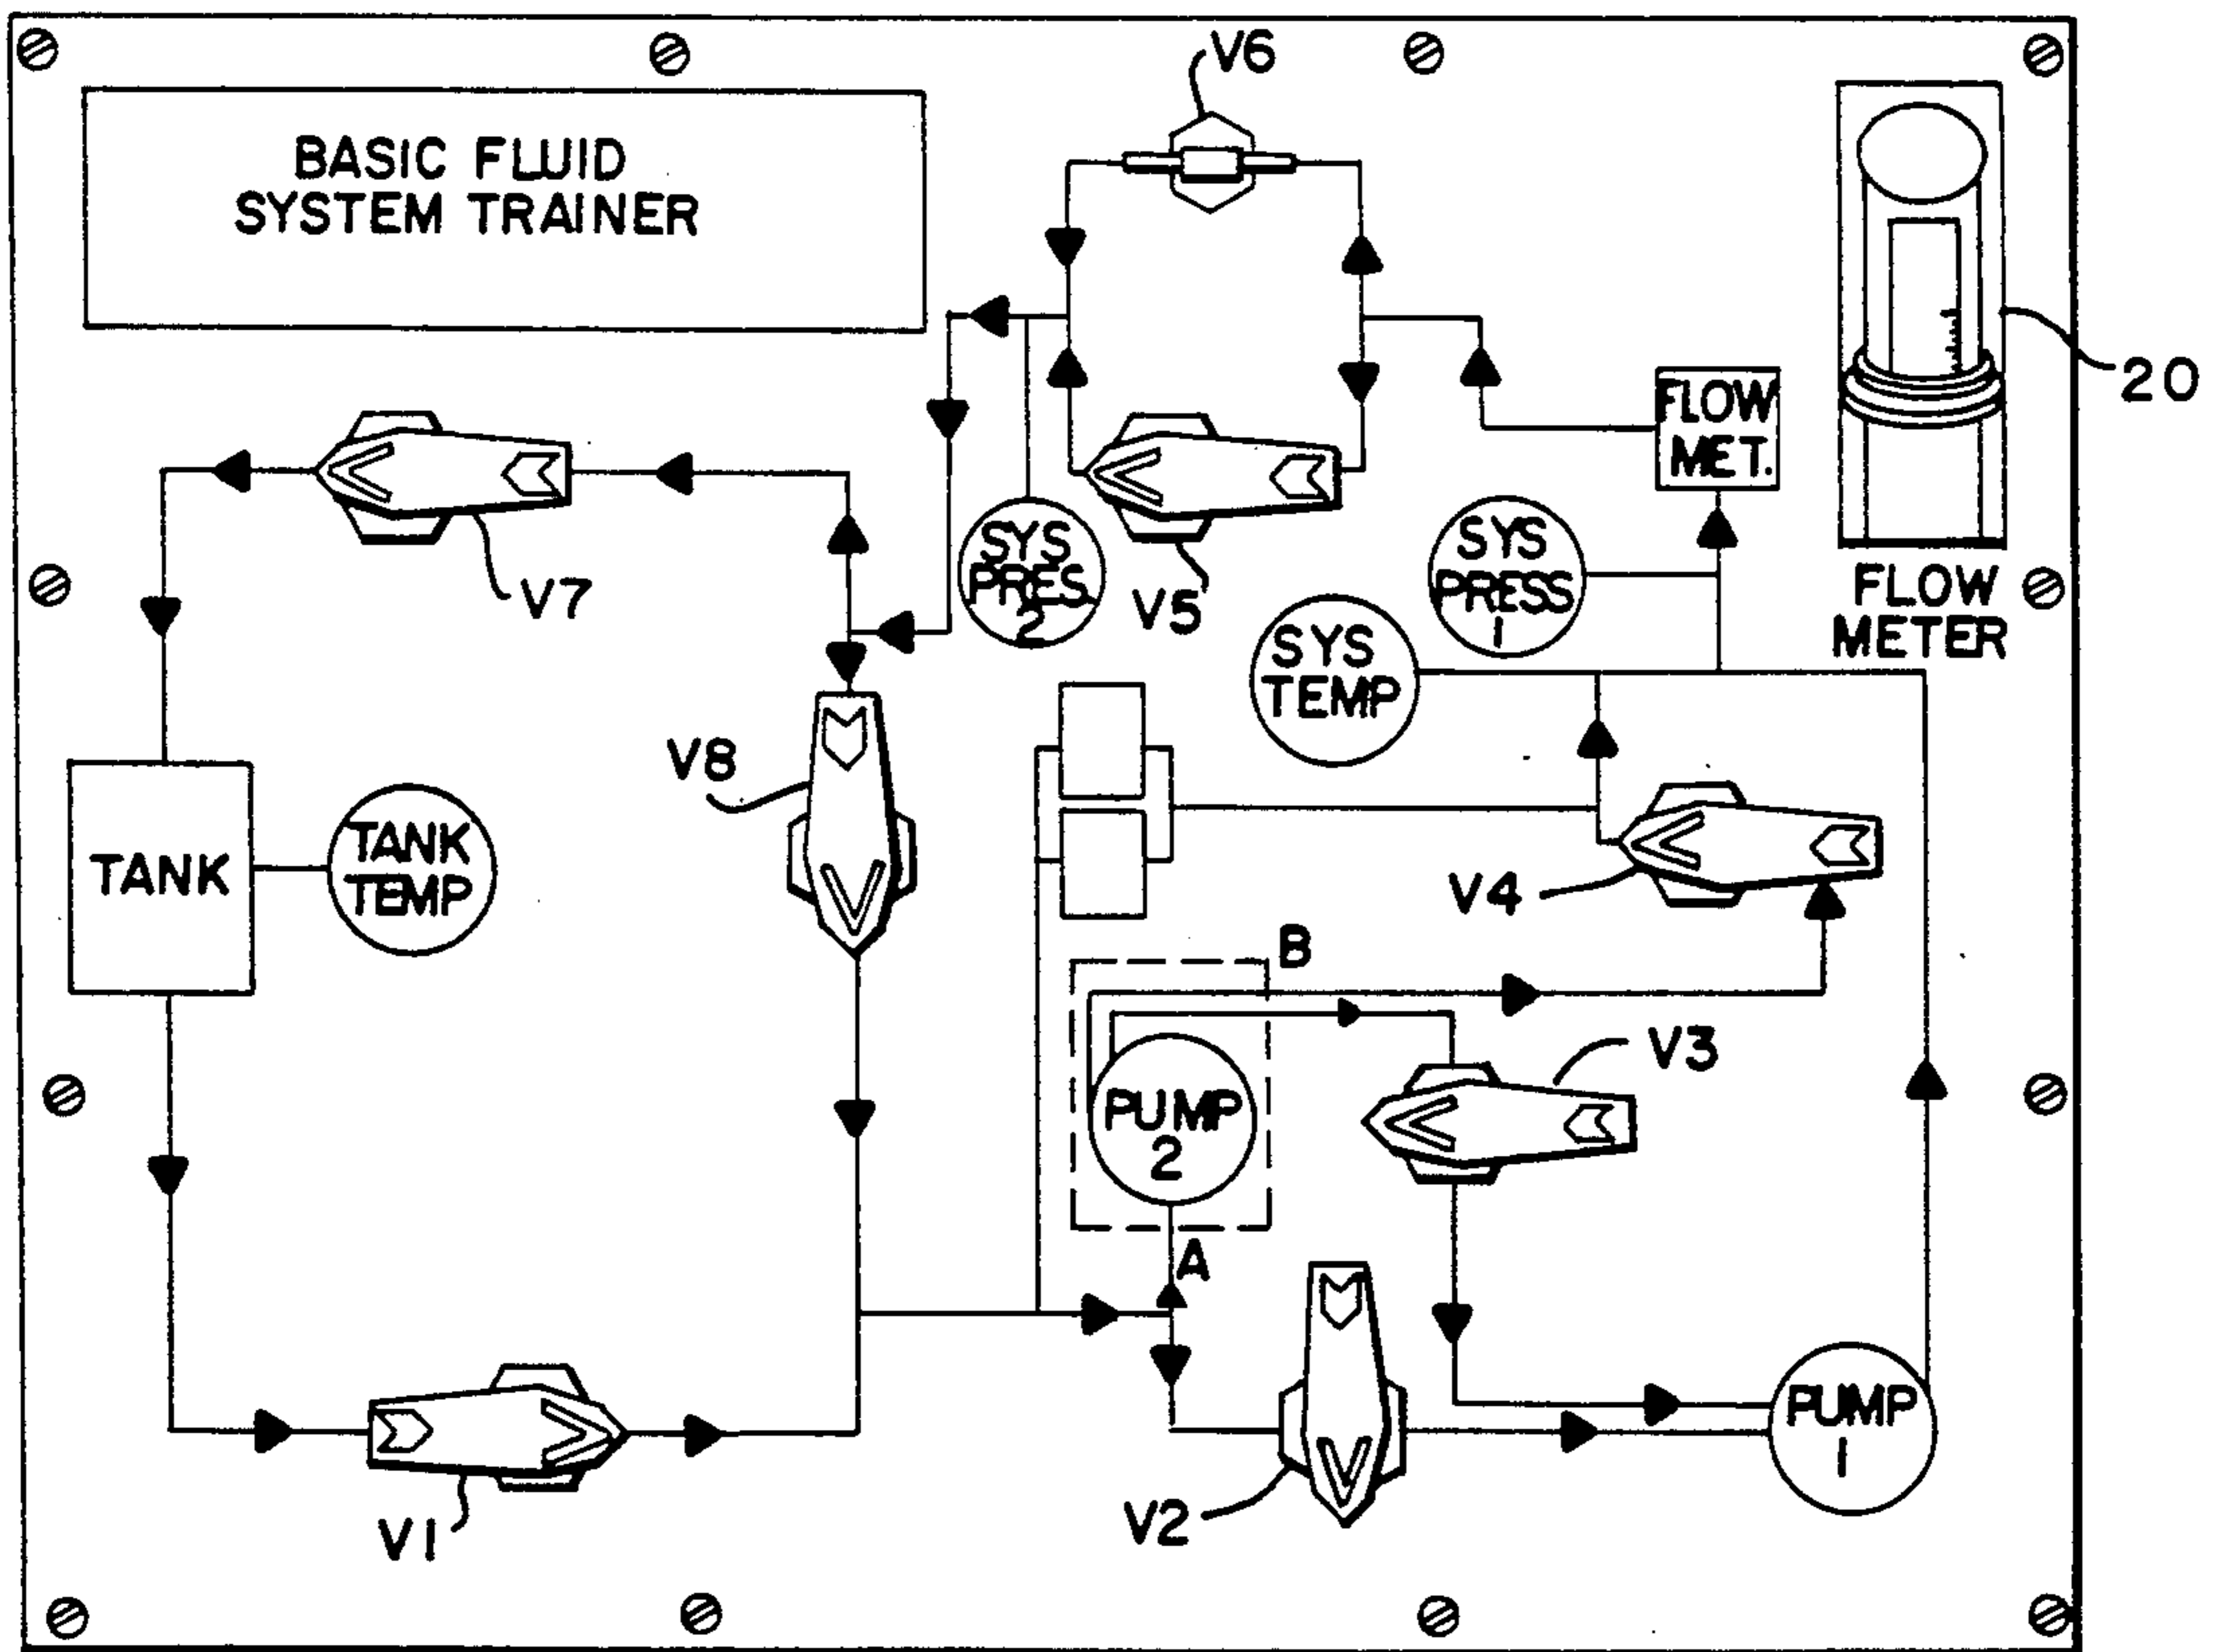 V6
BASIC FLUID
SYSTEM TRAINER
20
FLOW
MET.
V7
SYS
PRES
2
V5
SYS
PRESS
1
FLOW
METER
SYS
TEMP
V8
TANK
TANK
TEMP
V4
B
V3
PUMP
2
A
PUMP
1
V2
V1